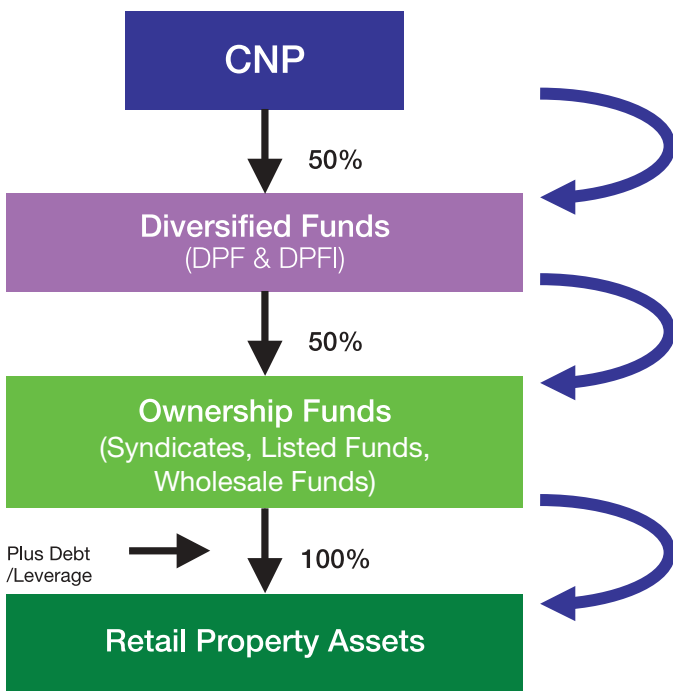 CNP
50%
Diversified Funds
(DPF & DPFI)
50%
Ownership Funds
(Syndicates, Listed Funds,
Wholesale Funds)
Plus Debt
/Leverage
100%
Retail Property Assets